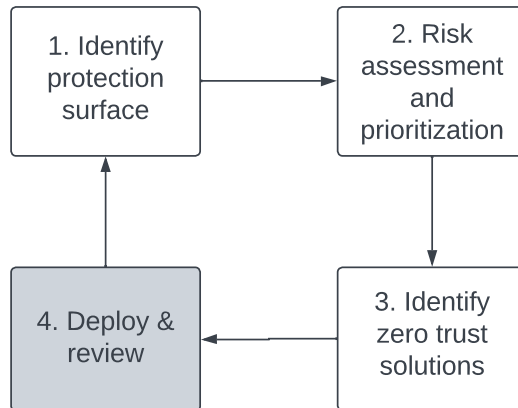 1. Identify
protection
surface
2. Risk
assessment
and
prioritization
3. Identify
zero trust
solutions
4. Deploy &
review